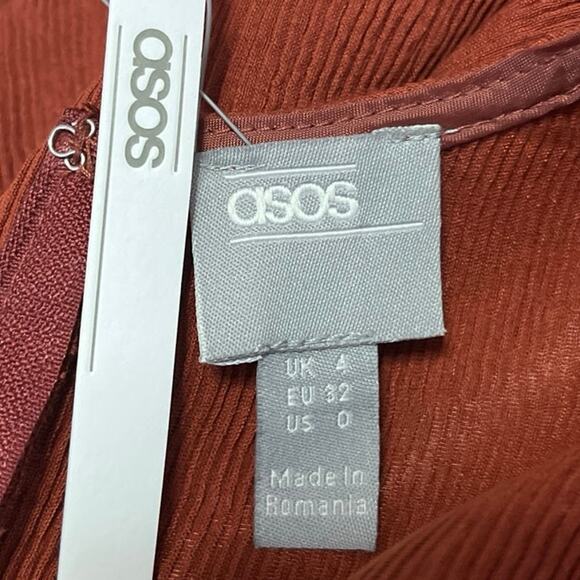 asos
asos
UK 4
EU 32
US 0
Made In
Romania